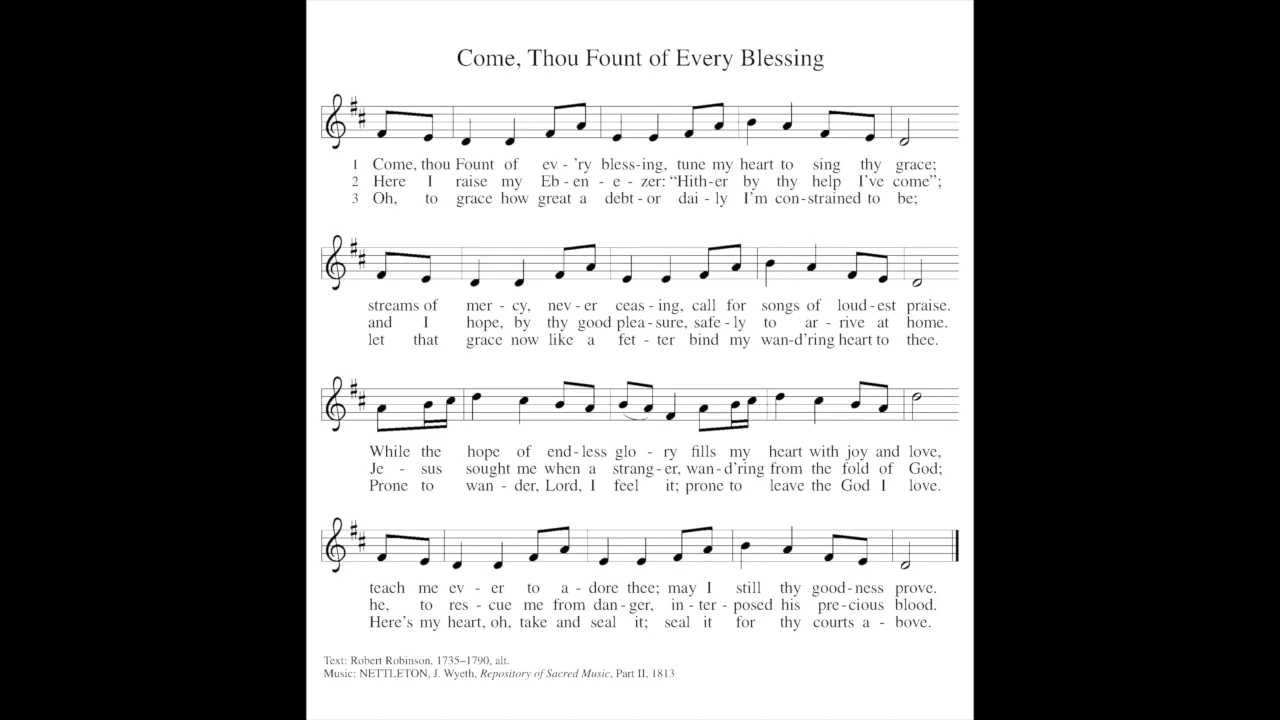 Come, Thou Fount of Every Blessing
1 Come, thou Fount of ev - 'ry bless-ing, tune my heart to sing thy grace;
2 Here I raise my Eb - en - e - zer: “Hith-er by thy help I've come”;
3 Oh, to grace how great a debt-or dai - ly I'm con-strained to be;
streams of mer - cy, nev - er ceas - ing, call for songs of loud-est praise.
and I hope, by thy good plea-sure, safe-ly to ar - rive at home.
let that grace now like a fet - ter bind my wan-d'ring heart to thee.
While the hope of end-less glo - ry fills my heart with joy and love,
Je - sus sought me when a strang-er, wan-d'ring from the fold of God;
Prone to wan - der, Lord, I feel it; prone to leave the God I love.
teach me ev - er to a - dore thee; may I still thy good-ness prove.
he, to res - cue me from dan-ger, in-ter-posed his pre-cious blood.
Here's my heart, oh, take and seal it; seal it for thy courts a - bove.
Text: Robert Robinson, 1735–1790, alt.
Music: NETTLETON, J. Wyeth, Repository of Sacred Music, Part II, 1813